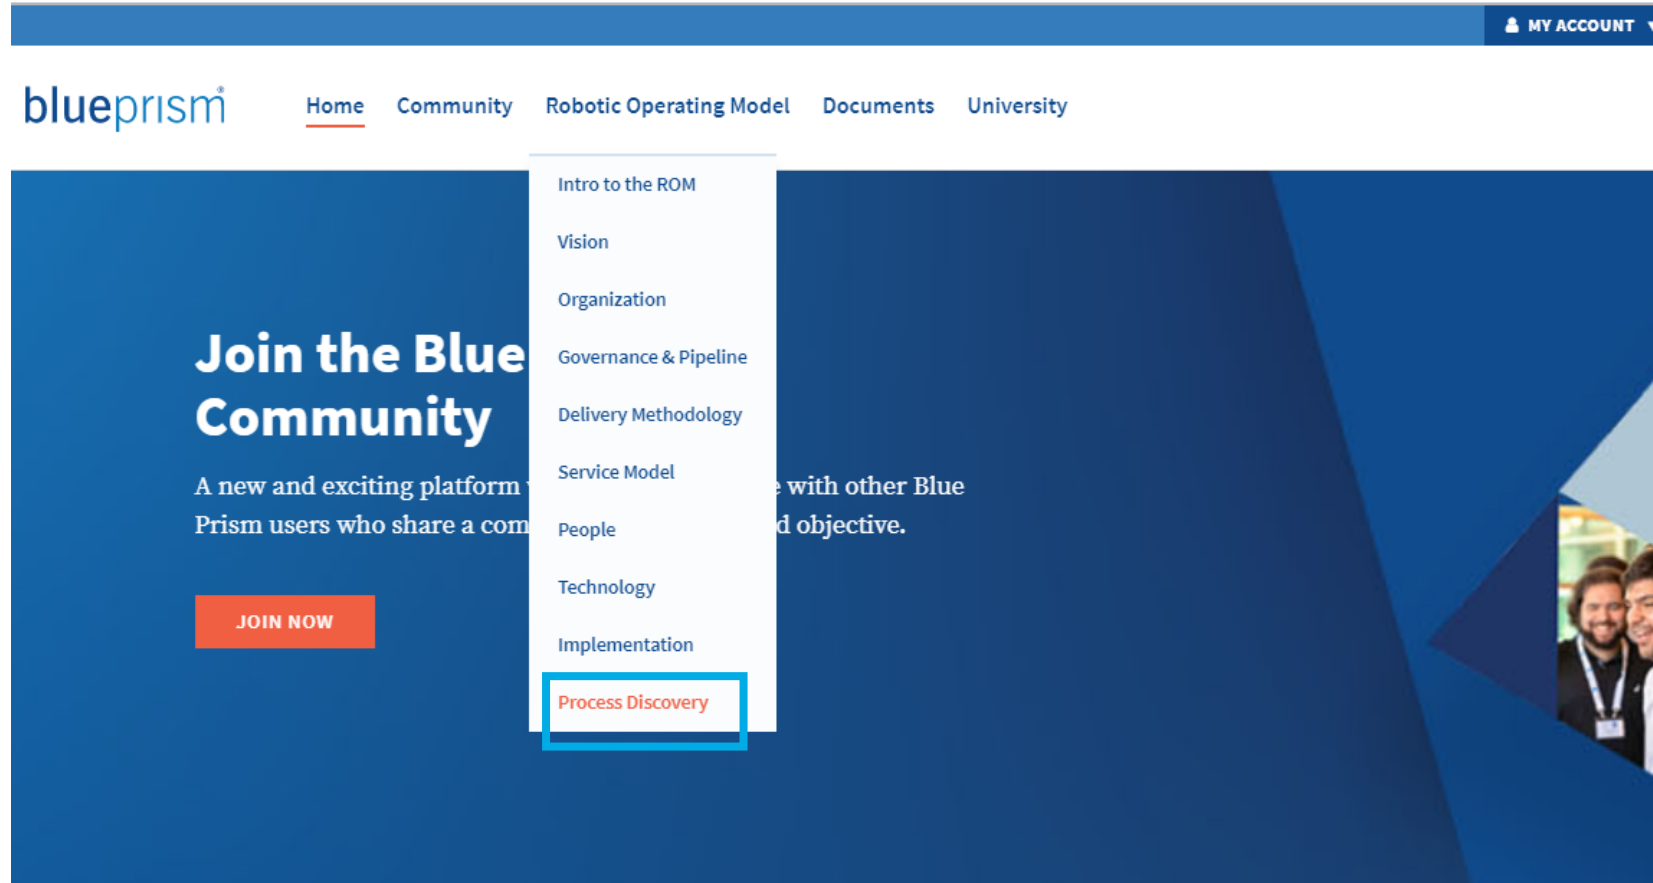 MY ACCOUNT
blueprism®
Home Community Robotic Operating Model Documents University
Intro to the ROM
Vision
Organization
Governance & Pipeline
Delivery Methodology
Service Model
People
Technology
Implementation
Process Discovery
Join the Blue
Community
A new and exciting platform with other Blue
Prism users who share a objective.
JOIN NOW